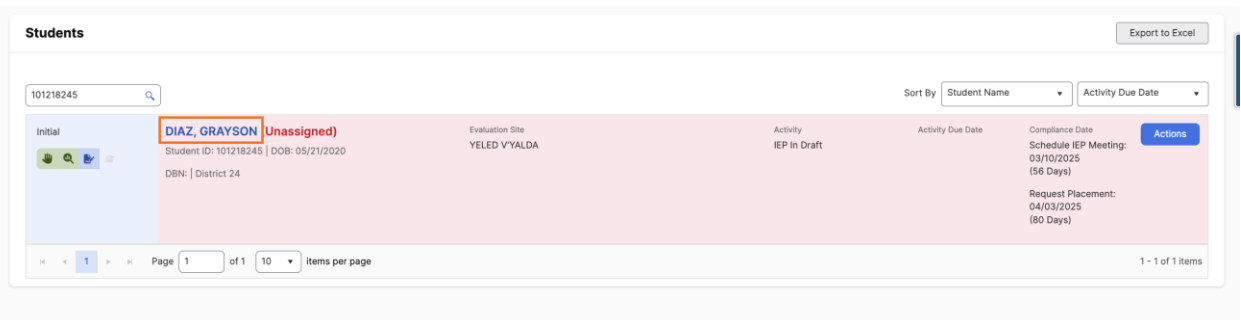 Students
Export to Excel
101218245
Sort By Student Name Activity Due Date
Initial
DIAZ, GRAYSON (Unassigned)
Student ID: 101218245 | DOB: 05/21/2020
DBN: | District 24
Evaluation Site
YELED V'YALDA
Activity
IEP In Draft
Activity Due Date
Compliance Date
Schedule IEP Meeting:
03/10/2025
(56 Days)
Request Placement:
04/03/2025
(80 Days)
Actions
1 Page 1 of 1 10 items per page
1 - 1 of 1 items